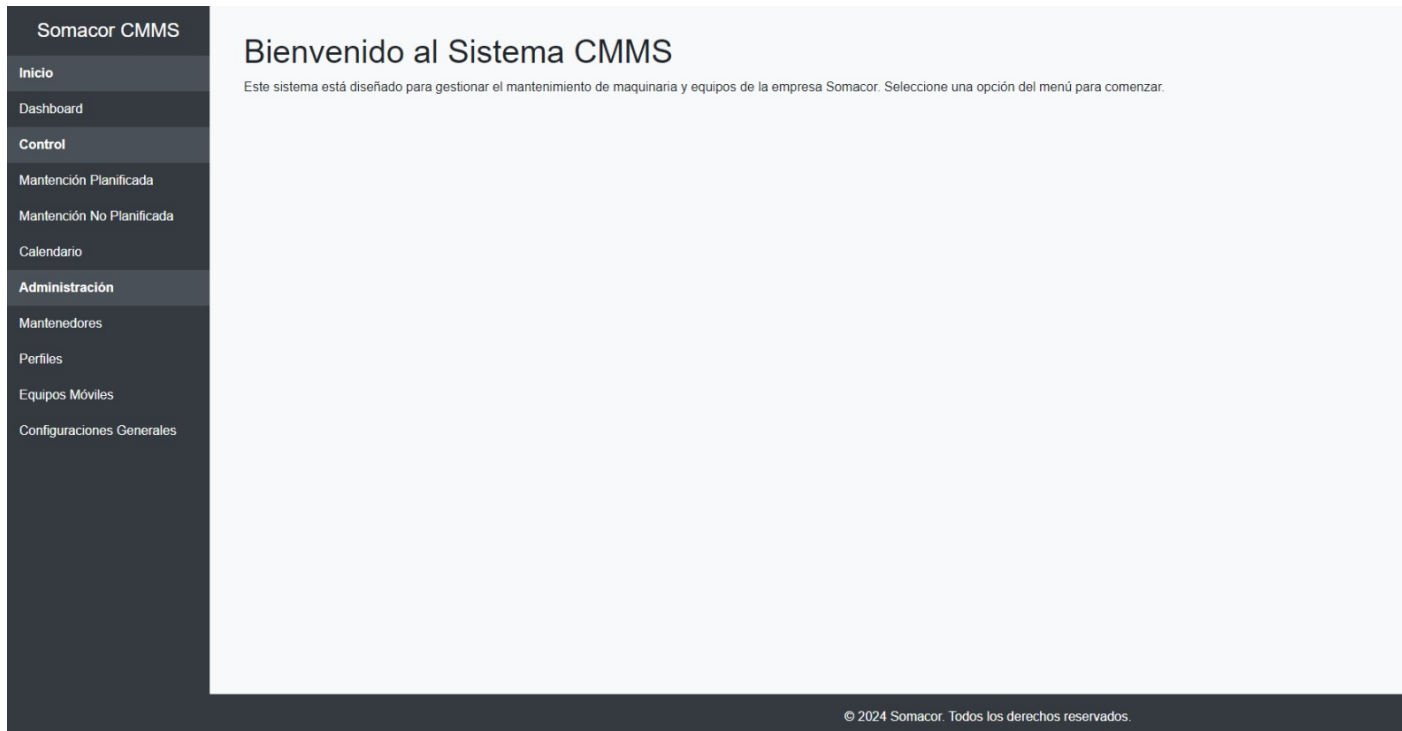 Somacor CMMS
Inicio
Dashboard
Control
Mantención Planificada
Mantención No Planificada
Calendario
Administración
Mantenedores
Perfiles
Equipos Móviles
Configuraciones Generales
Bienvenido al Sistema CMMS
Este sistema está diseñado para gestionar el mantenimiento de maquinaria y equipos de la empresa Somacor. Seleccione una opción del menú para comenzar.
© 2024 Somacor. Todos los derechos reservados.